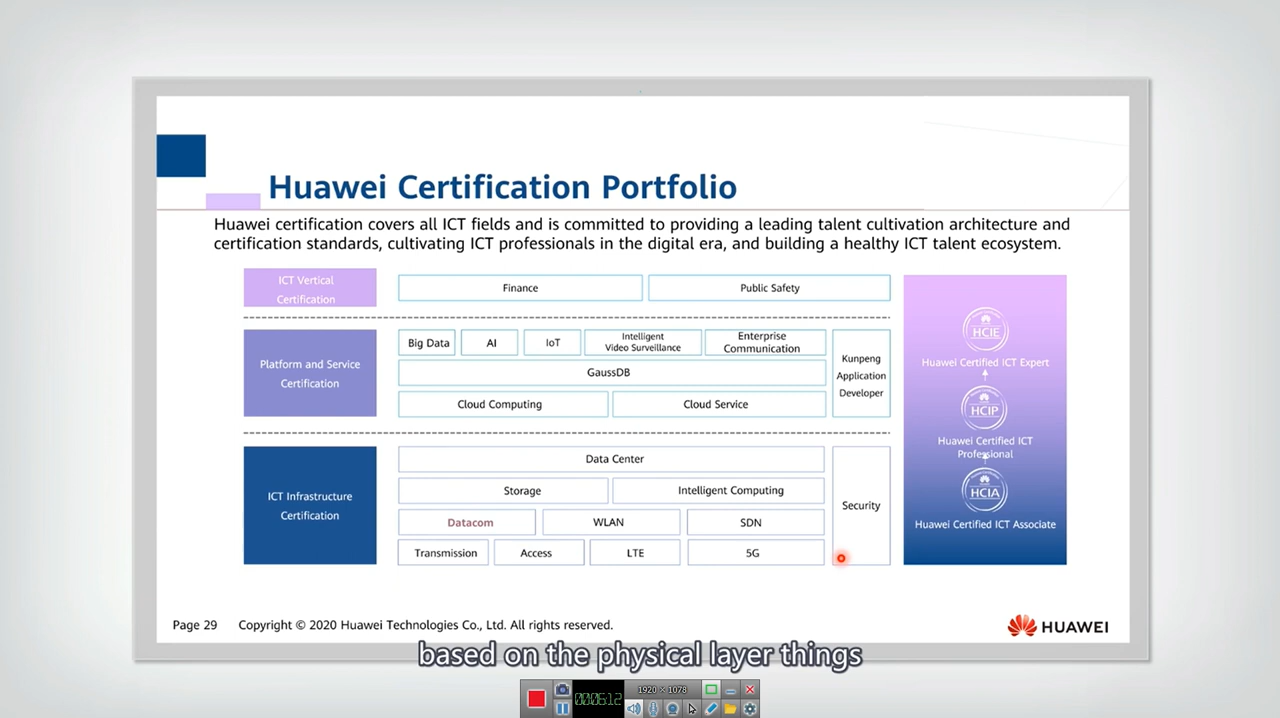 Huawei Certification Portfolio
Huawei certification covers all ICT fields and is committed to providing a leading talent cultivation architecture and
certification standards, cultivating ICT professionals in the digital era, and building a healthy ICT talent ecosystem.
ICT Vertical
Certification
Finance
Public Safety
Platform and Service
Certification
Big Data
AI
IoT
Intelligent
Video Surveillance
Enterprise
Communication
GaussDB
Cloud Computing
Cloud Service
Kunpeng
Application
Developer
ICT Infrastructure
Certification
Data Center
Storage
Intelligent Computing
Datacom
WLAN
SDN
Transmission
Access
LTE
5G
Security
HCIE
Huawei Certified ICT Expert
HCIP
Huawei Certified ICT
Professional
HCIA
Huawei Certified ICT Associate
Page 29
Copyright © 2020 Huawei Technologies Co., Ltd. All rights reserved.
HUAWEI
based on the physical layer things
1920 × 1078